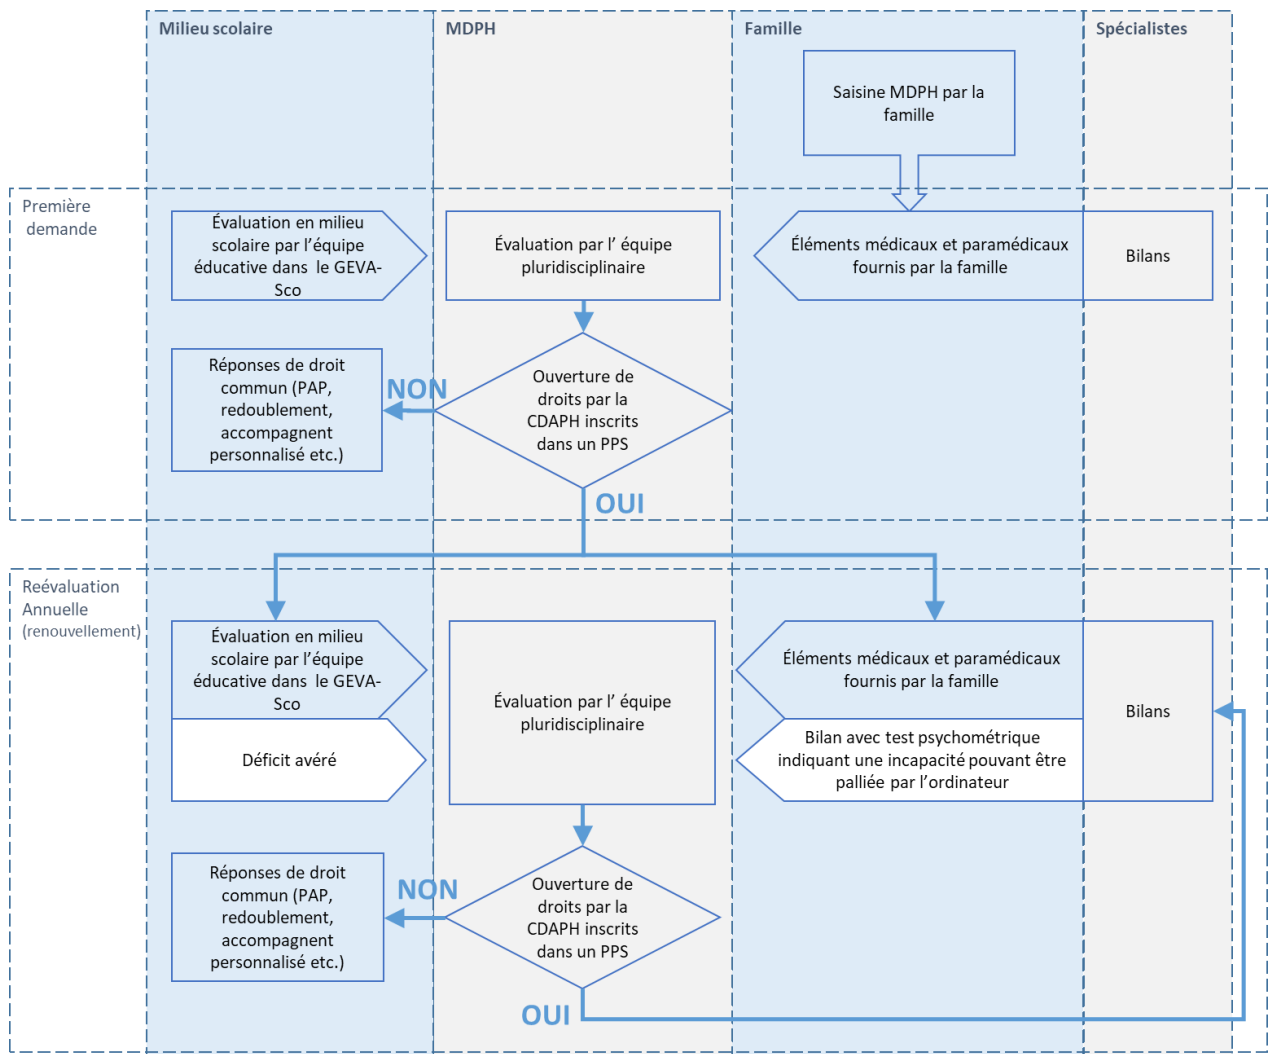 Milieu scolaire
MDPH
Famille
Spécialistes
Saisine MDPH par la
famille
Première
demande
Évaluation en milieu
scolaire par l’équipe
éducative dans le GEVA-
Sco
Évaluation par l’ équipe
pluridisciplinaire
Éléments médicaux et paramédicaux
fournis par la famille
Bilans
Réponses de droit
commun (PAP,
redoublement,
accompagnent
personnalisé etc.)
NON
Ouverture de
droits par la
CDAPH inscrits
dans un PPS
OUI
Reévaluation
Annuelle
(renouvellement)
Évaluation en milieu
scolaire par l’équipe
éducative dans le GEVA-
Sco
Déficit avéré
Évaluation par l’ équipe
pluridisciplinaire
Éléments médicaux et paramédicaux
fournis par la famille
Bilan avec test psychométrique
indiquant une incapacité pouvant être
palliée par l’ordinateur
Bilans
Réponses de droit
commun (PAP,
redoublement,
accompagnent
personnalisé etc.)
NON
Ouverture de
droits par la
CDAPH inscrits
dans un PPS
OUI